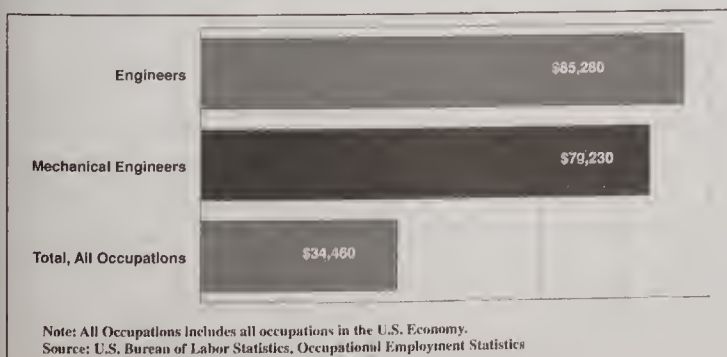 Engineers
$85,280
Mechanical Engineers
$79,230
Total, All Occupations
$34,460
Note: All Occupations includes all occupations in the U.S. Economy.
Source: U.S. Bureau of Labor Statistics, Occupational Employment Statistics